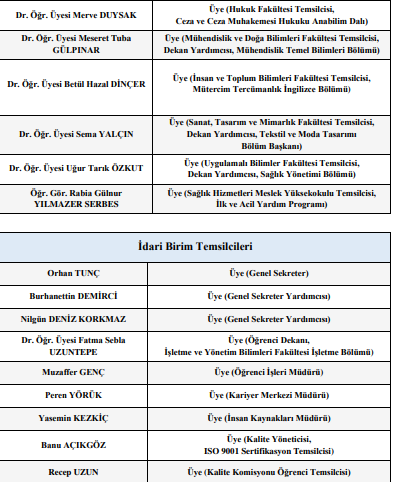 Dr. Öğr. Üyesi Merve DUYSAK
Üye (Hukuk Fakültesi Temsilcisi,
Ceza ve Ceza Muhakemesi Hukuku Anabilim Dalı)
Dr. Öğr. Üyesi Meseret Tuba
GÜLPINAR
Üye (Mühendislik ve Doğa Bilimleri Fakültesi Temsilcisi,
Dekan Yardımcısı, Mühendislik Temel Bilimleri Bölümü)
Dr. Öğr. Üyesi Betül Hazal DİNÇER
Üye (İnsan ve Toplum Bilimleri Fakültesi Temsilcisi,
Mütercim Tercümanlık İngilizce Bölümü)
Dr. Öğr. Üyesi Sema YALÇIN
Üye (Sanat, Tasarım ve Mimarlık Fakültesi Temsilcisi,
Dekan Yardımcısı, Tekstil ve Moda Tasarımı
Bölüm Başkanı)
Dr. Öğr. Üyesi Uğur Tarık ÖZKUT
Üye (Uygulamalı Bilimler Fakültesi Temsilcisi,
Dekan Yardımcısı, Sağlık Yönetimi Bölümü)
Öğr. Gör. Rabia Gülnur
YILMAZER SERBES
Üye (Sağlık Hizmetleri Meslek Yüksekokulu Temsilcisi,
İlk ve Acil Yardım Programı)
İdari Birim Temsilcileri
Orhan TUNÇ
Üye (Genel Sekreter)
Burhanettin DEMİRCİ
Üye (Genel Sekreter Yardımcısı)
Nilgün DENİZ KORKMAZ
Üye (Genel Sekreter Yardımcısı)
Dr. Öğr. Üyesi Fatma Sebla
UZUNTEPE
Üye (Öğrenci Dekanı,
İşletme ve Yönetim Bilimleri Fakültesi İşletme Bölümü)
Muzaffer GENÇ
Üye (Öğrenci İşleri Müdürü)
Peren YÖRÜK
Üye (Kariyer Merkezi Müdürü)
Yasemin KEZKİÇ
Üye (İnsan Kaynakları Müdürü)
Banu AÇIKGÖZ
Üye (Kalite Yöneticisi,
ISO 9001 Sertifikasyon Temsilcisi)
Recep UZUN
Üye (Kalite Komisyonu Öğrenci Temsilcisi)